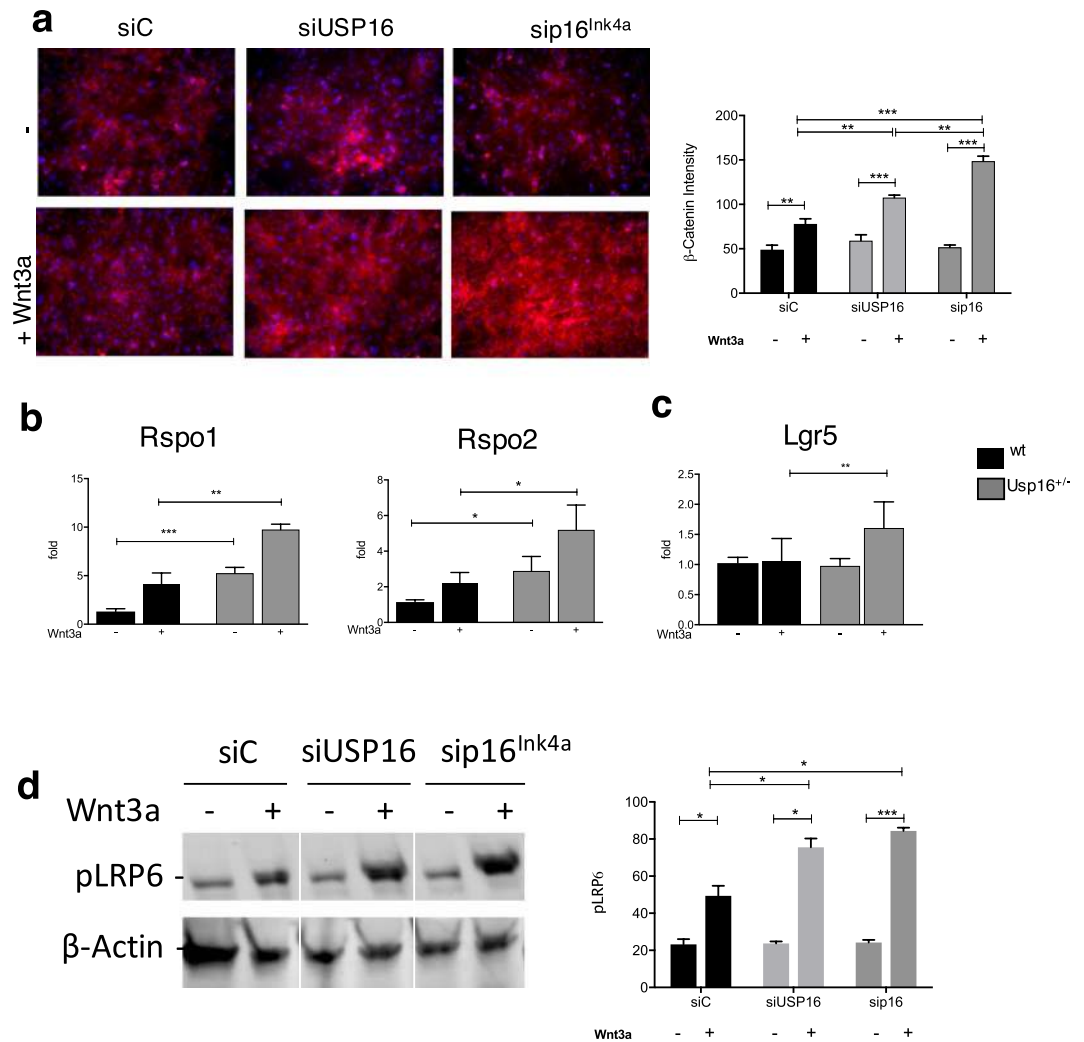 a
siC siUSP16 sip16Ink4a
-
+ Wnt3a
β-Catenin Intensity
200
150
100
50
0
***
** **
***
***
**
siC siUSP16 sip16
Wnt3a - + - + - +
b
Rspo1
fold
15
10
5
0
**
***
Wnt3a - + - +
Rspo2
fold
8
6
4
2
0
*
*
Wnt3a - + - +
c
Lgr5
fold
2.5
2.0
1.5
1.0
0.5
0.0
**
Wnt3a - + - +
wt
Usp16+/-
d
siC siUSP16 sip16Ink4a
Wnt3a - + - + - +
pLRP6
β-Actin
pLRP6
100
80
60
40
20
0
*
*
* * ***
siC siUSP16 sip16
Wnt3a - + - + - +